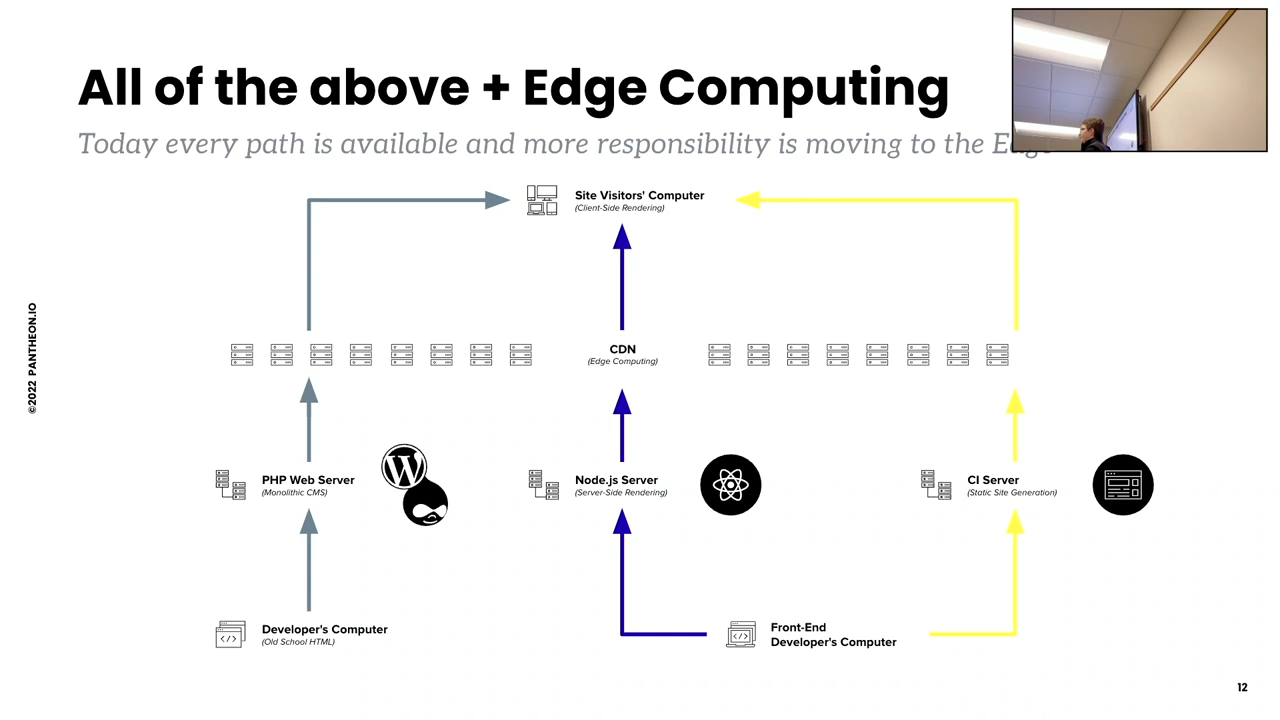 All of the above + Edge Computing
Today every path is available and more responsibility is moving to the Edge
Site Visitors' Computer
(Client-Side Rendering)
CDN
(Edge Computing)
PHP Web Server
(Monolithic CMS)
Node.js Server
(Server-Side Rendering)
CI Server
(Static Site Generation)
Developer's Computer
(Old School HTML)
Front-End
Developer's Computer
©2022 PANTHEON.IO
12